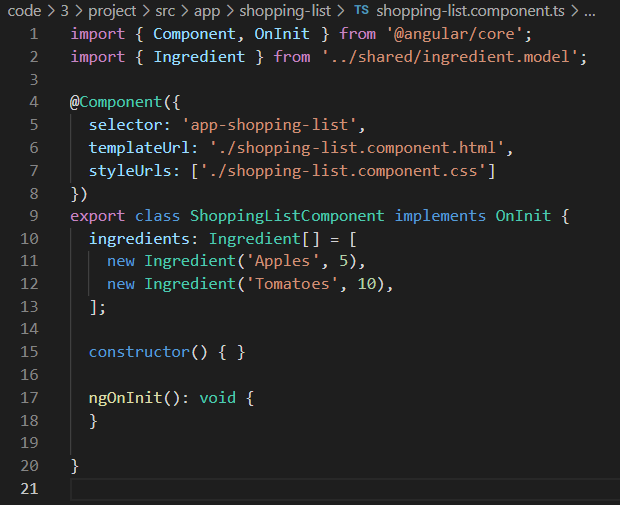 code > 3 > project > src > app > shopping-list > TS shopping-list.component.ts > ...
1 import { Component, OnInit } from '@angular/core';
2 import { Ingredient } from '../shared/ingredient.model';
3
4 @Component({
5   selector: 'app-shopping-list',
6   templateUrl: './shopping-list.component.html',
7   styleUrls: ['./shopping-list.component.css']
8 })
9 export class ShoppingListComponent implements OnInit {
10   ingredients: Ingredient[] = [
11     new Ingredient('Apples', 5),
12     new Ingredient('Tomatoes', 10),
13   ];
14
15   constructor() { }
16
17   ngOnInit(): void {
18   }
19
20 }
21